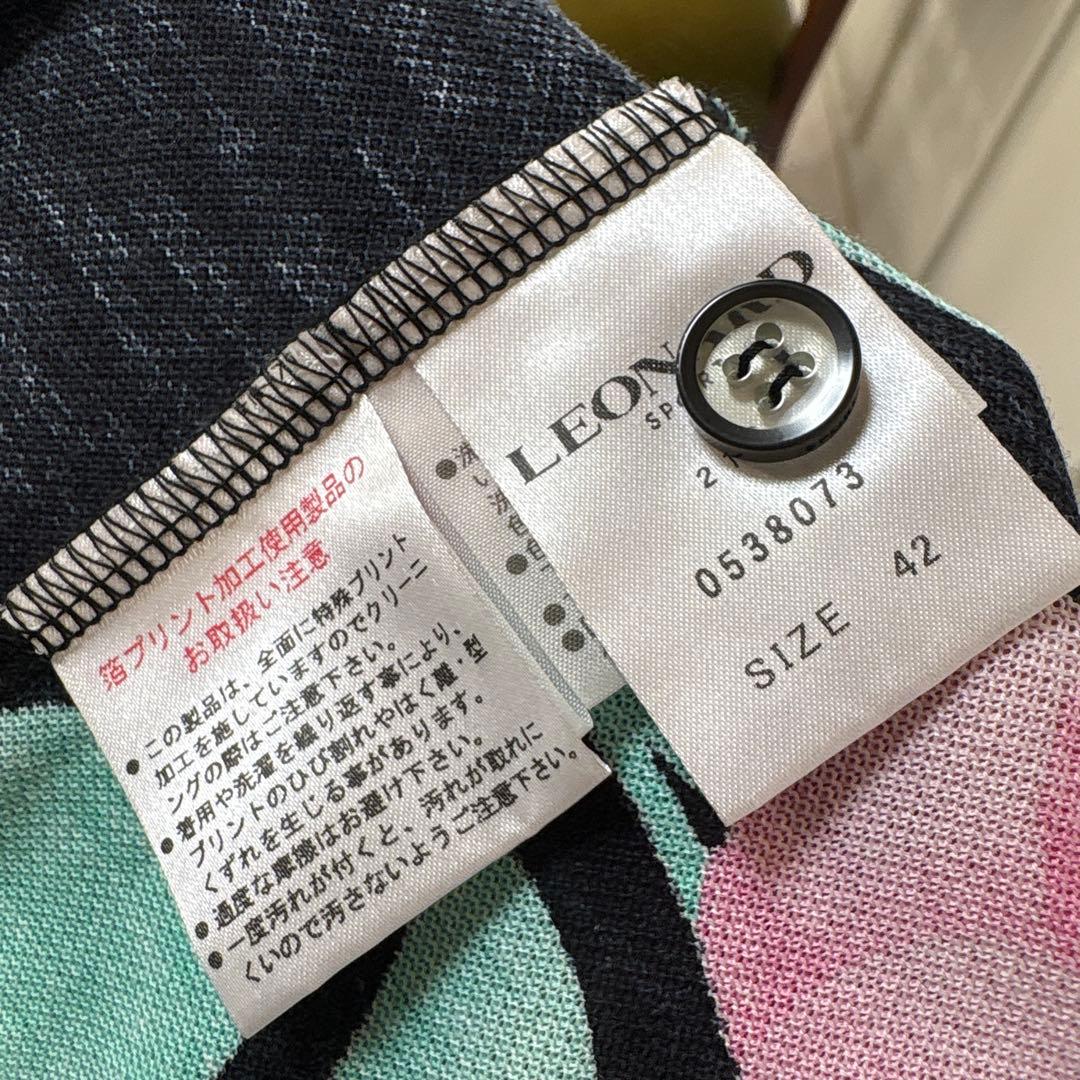 箔プリント加工使用製品の
お取扱い注意
●この製品は、全面に特殊プリント
加工を施していますのでクリーニ
ングの際はご注意下さい。
●着用や洗濯を繰り返す事により、
プリントのひび割れやはく離・型
くずれを生じる事があります。
●過度な摩擦はお避け下さい。
●一度汚れが付くと、汚れが取れに
くいので汚さないようご注意下さい。
LEONARD
0538073
SIZE 42